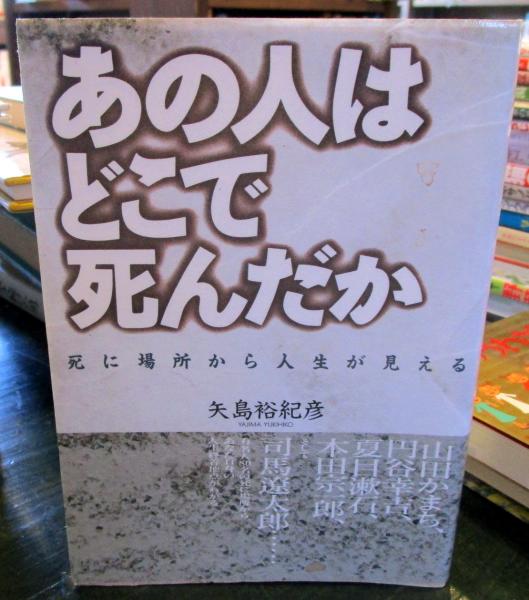 あの人は
どこで
死んだか
死に場所から人生が見える
矢島裕紀彦
YAJIMA YUKIHIKO
山田かまち、
円谷幸吉、
夏目漱石、
本田宗一郎、
そして
司馬遼太郎……